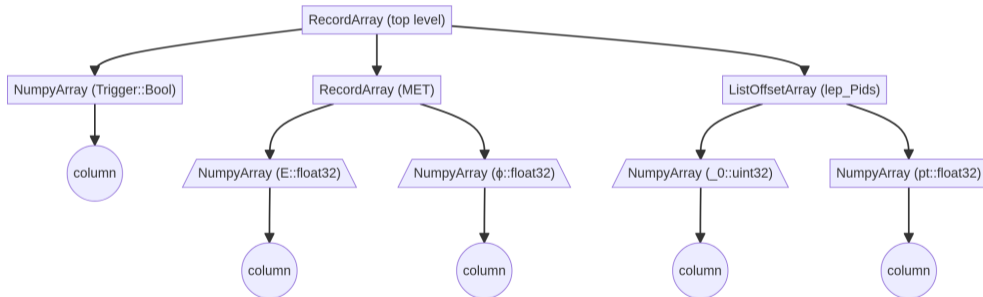 RecordArray (top level)
NumpyArray (Trigger::Bool)
RecordArray (MET)
ListOffsetArray (lep_Pids)
column
NumpyArray (E::float32)
NumpyArray (ϕ::float32)
NumpyArray (_0::uint32)
NumpyArray (pt::float32)
column
column
column
column